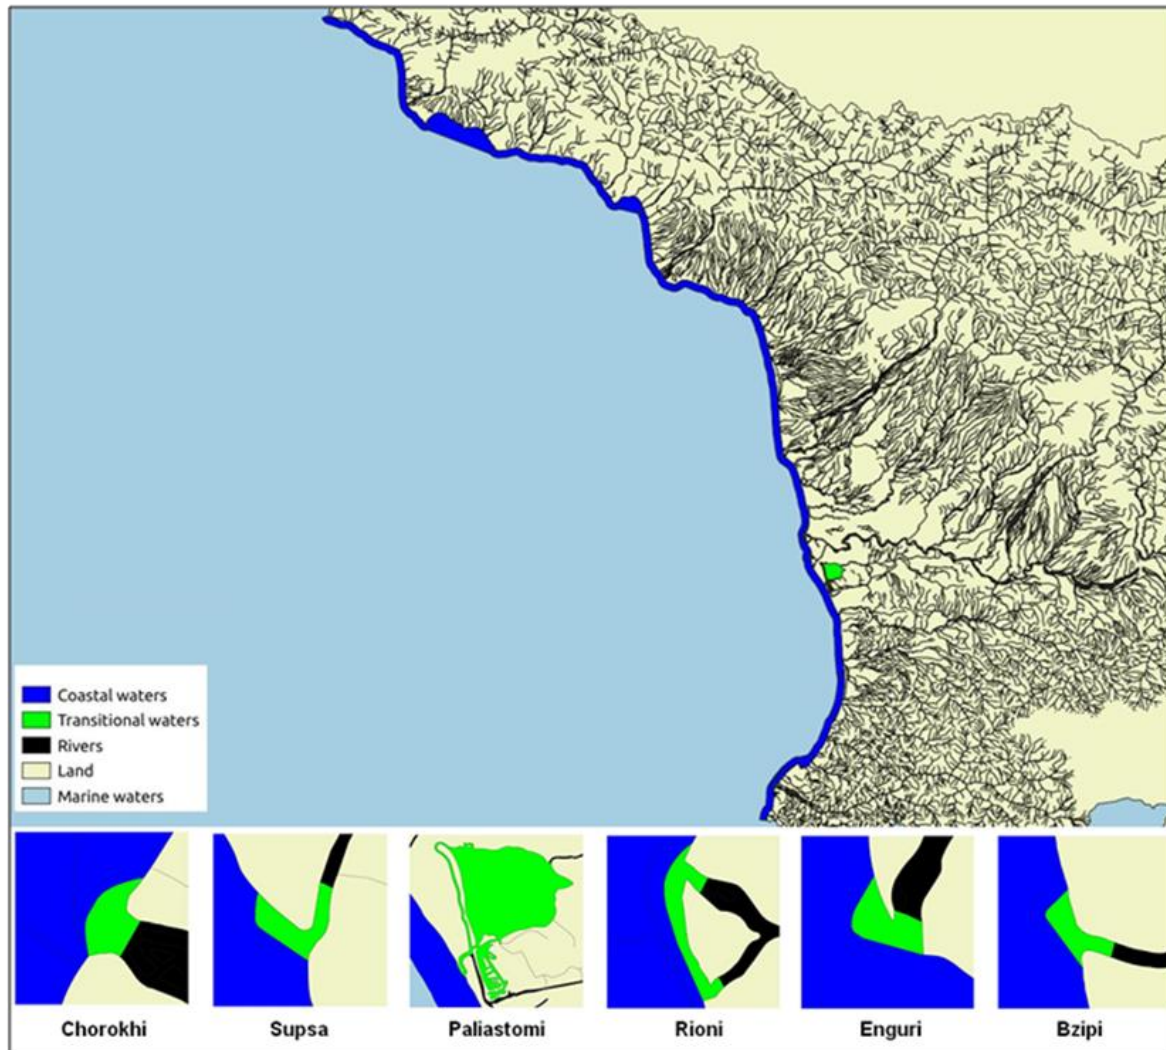 Coastal waters
Transitional waters
Rivers
Land
Marine waters
Chorokhi Supsa Paliastomi Rioni Enguri Bzipi